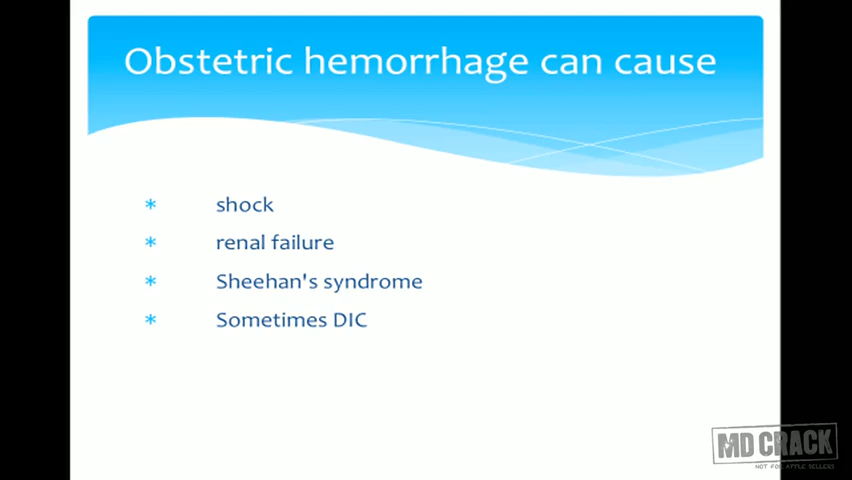 Obstetric hemorrhage can cause
* shock
* renal failure
* Sheehan's syndrome
* Sometimes DIC
MD CRACK
NOT FOR APPLE SELLERS